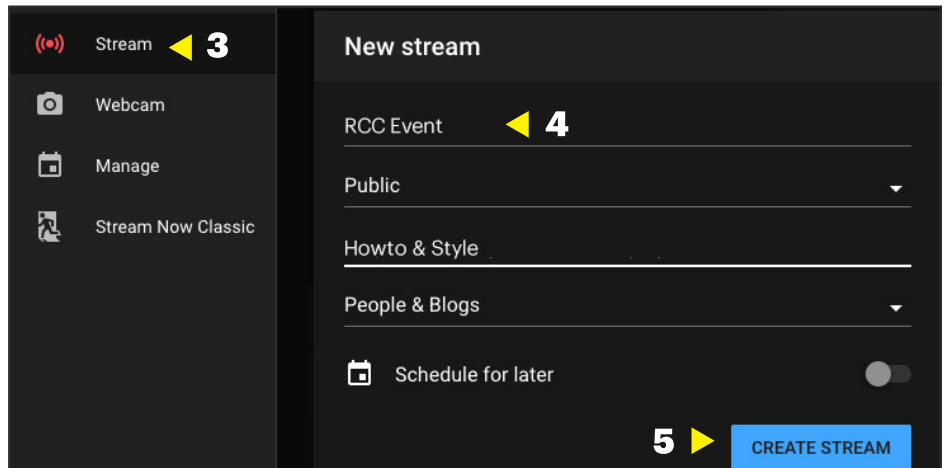 Stream 3
Webcam
Manage
Stream Now Classic
New stream
RCC Event 4
Public
Howto & Style
People & Blogs
Schedule for later
5 CREATE STREAM